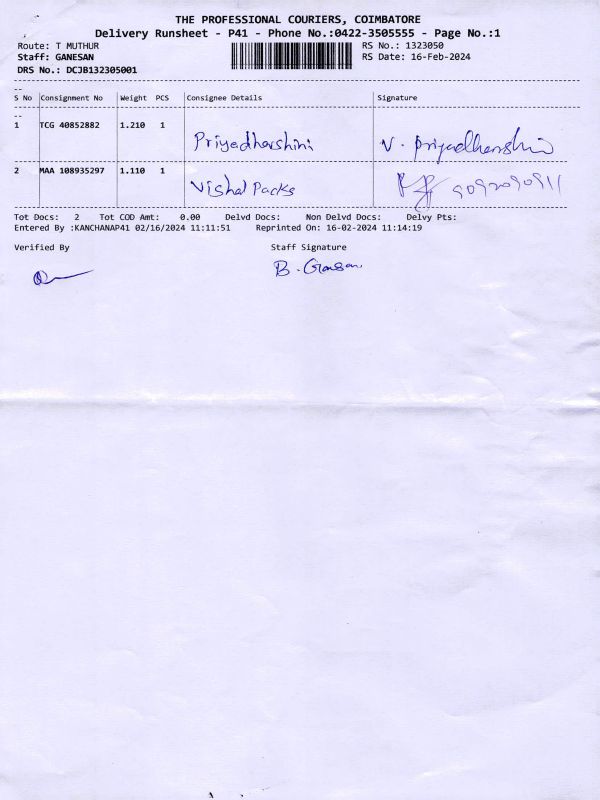 THE PROFESSIONAL COURIERS, COIMBATORE
Delivery Runsheet - P41 - Phone No.:0422-3505555 - Page No.:1
Route: T MUTHUR RS No.: 1323050
Staff: GANESAN RS Date: 16-Feb-2024
DRS No.: DCJB132305001
--
S No Consignment No Weight PCS Consignee Details Signature
--
1 TCG 40852882 1.210 1 Priyadharshini V. Priyadharshini
2 MAA 108935297 1.110 1 Vishal Packs 9092090911
Tot Docs: 2 Tot COD Amt: 0.00 Delvd Docs: Non Delvd Docs: Delvy Pts:
Entered By :KANCHANAP41 02/16/2024 11:11:51 Reprinted On: 16-02-2024 11:14:19
Verified By Staff Signature
B. Ganesan